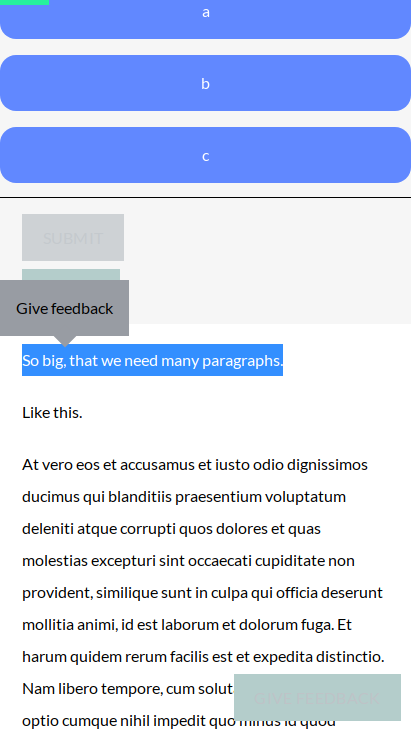 a
b
c
SUBMIT
Give feedback
So big, that we need many paragraphs.
Like this.
At vero eos et accusamus et iusto odio dignissimos
ducimus qui blanditiis praesentium voluptatum
deleniti atque corrupti quos dolores et quas
molestias excepturi sint occaecati cupiditate non
provident, similique sunt in culpa qui officia deserunt
mollitia animi, id est laborum et dolorum fuga. Et
harum quidem rerum facilis est et expedita distinctio.
Nam libero tempore, cum solut
GIVE FEEDBACK
optio cumque nihil impedit quo minus id quod